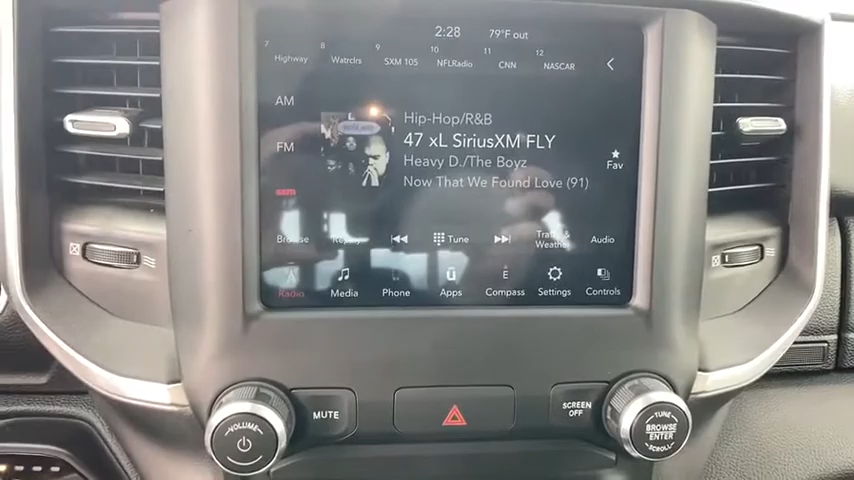 2:28 79°F out
7 8 9 10 11 12
Highway Watrclrs SXM 105 NFLRadio CNN NASCAR
AM
FM
sxm
Hip-Hop/R&B
47 xL SiriusXM FLY
Heavy D./The Boyz
Now That We Found Love (91)
Fav
Browse Replay Tune Traffic & Weather Audio
Radio Media Phone Apps E Compass Settings Controls
MUTE
SCREEN OFF
VOLUME
TUNE
BROWSE
ENTER
SCROLL